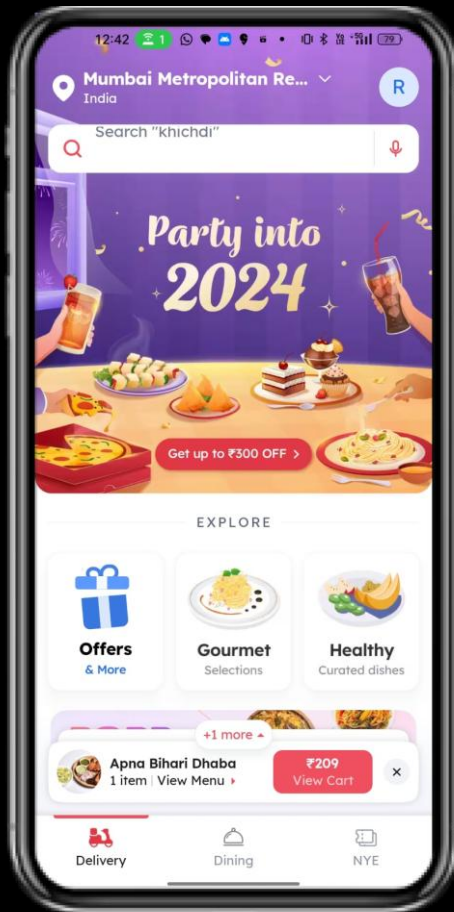 12:42
1
79
Mumbai Metropolitan Re...
India
R
Search "khichdi"
Party into
2024
Get up to ₹300 OFF >
EXPLORE
Offers
& More
Gourmet
Selections
Healthy
Curated dishes
+1 more
Apna Bihari Dhaba
1 item | View Menu
₹209
View Cart
Delivery
Dining
NYE